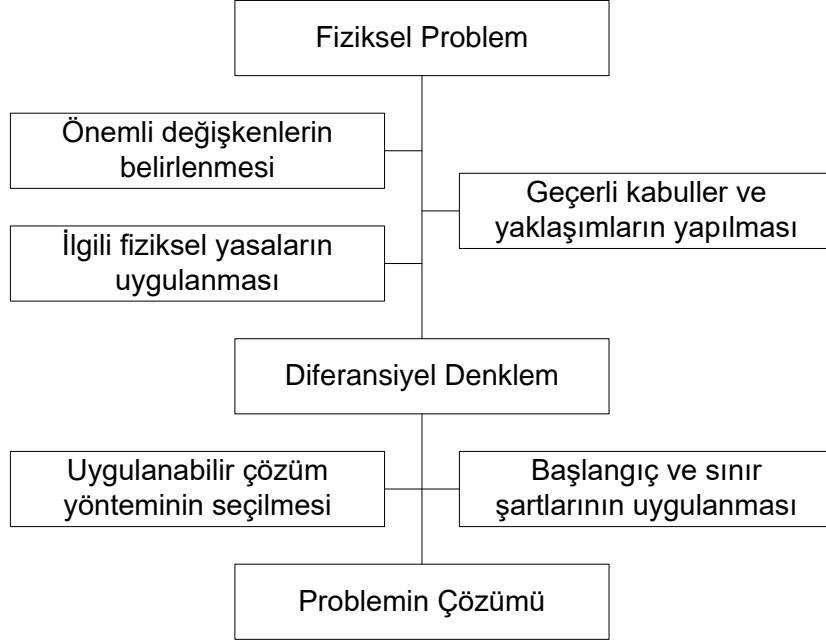 Fiziksel Problem
Önemli değişkenlerin
belirlenmesi
Geçerli kabuller ve
yaklaşımların yapılması
İlgili fiziksel yasaların
uygulanması
Diferansiyel Denklem
Uygulanabilir çözüm
yönteminin seçilmesi
Başlangıç ve sınır
şartlarının uygulanması
Problemin Çözümü